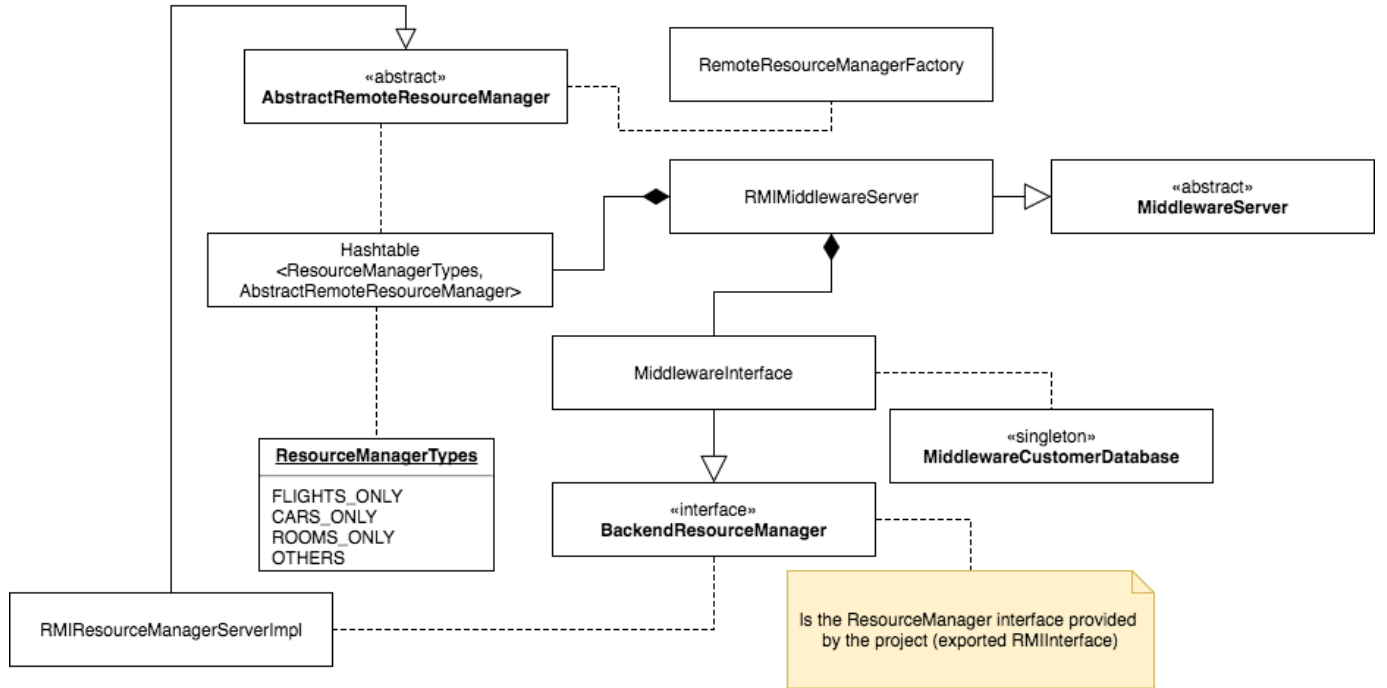 «abstract»
AbstractRemoteResourceManager
RemoteResourceManagerFactory
RMIMiddlewareServer
«abstract»
MiddlewareServer
Hashtable
<ResourceManagerTypes,
AbstractRemoteResourceManager>
MiddlewareInterface
«singleton»
MiddlewareCustomerDatabase
ResourceManagerTypes
FLIGHTS_ONLY
CARS_ONLY
ROOMS_ONLY
OTHERS
«interface»
BackendResourceManager
RMIResourceManagerServerImpl
Is the ResourceManager interface provided
by the project (exported RMIInterface)